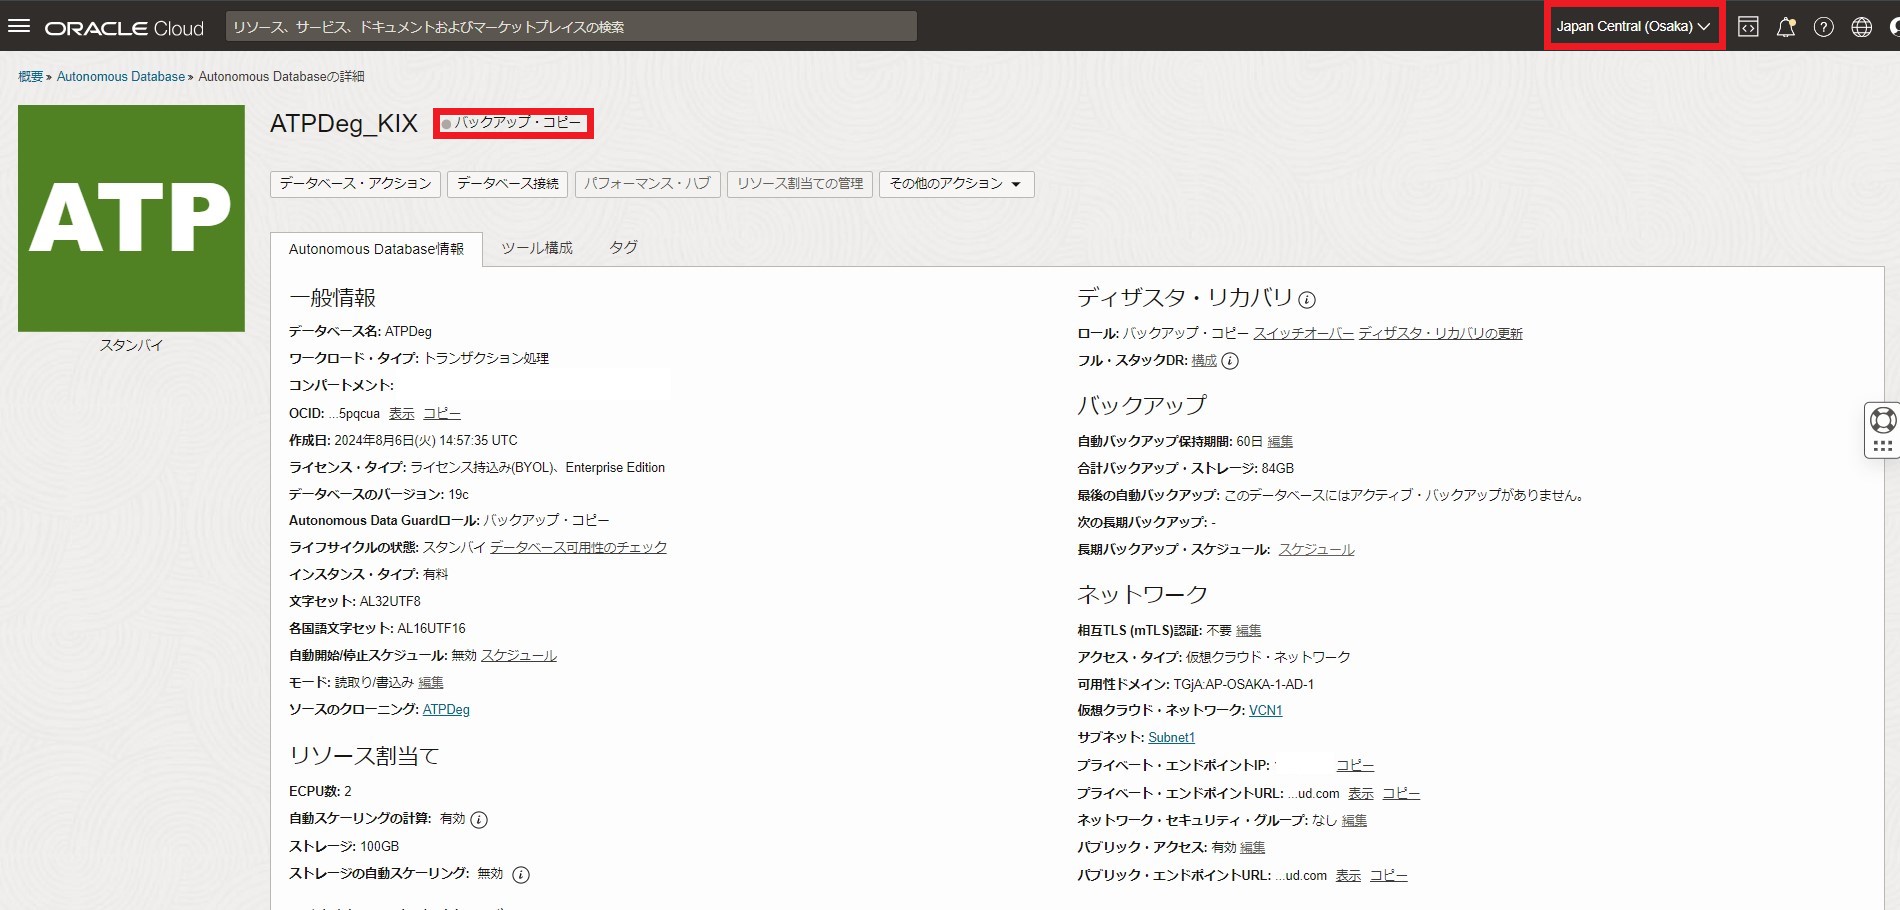 ORACLE Cloud
リソース、サービス、ドキュメントおよびマーケットプレイスの検索
Japan Central (Osaka)
概要 » Autonomous Database » Autonomous Databaseの詳細
ATP
スタンバイ
ATPDeg_KIX
バックアップ・コピー
データベース・アクション
データベース接続
パフォーマンス・ハブ
リソース割当ての管理
その他のアクション
Autonomous Database情報
ツール構成
タグ
一般情報
データベース名: ATPDeg
ワークロード・タイプ: トランザクション処理
コンパートメント:
OCID: ...5pqcua 表示 コピー
作成日: 2024年8月6日(火) 14:57:35 UTC
ライセンス・タイプ: ライセンス持込み(BYOL)、Enterprise Edition
データベースのバージョン: 19c
Autonomous Data Guardロール: バックアップ・コピー
ライフサイクルの状態: スタンバイ データベース可用性のチェック
インスタンス・タイプ: 有料
文字セット: AL32UTF8
各国語文字セット: AL16UTF16
自動開始/停止スケジュール: 無効 スケジュール
モード: 読取り/書込み 編集
ソースのクローニング: ATPDeg
リソース割当て
ECPU数: 2
自動スケーリングの計算: 有効
ストレージ: 100GB
ストレージの自動スケーリング: 無効
ディザスタ・リカバリ
ロール: バックアップ・コピー スイッチオーバー ディザスタ・リカバリの更新
フル・スタックDR: 構成
バックアップ
自動バックアップ保持期間: 60日 編集
合計バックアップ・ストレージ: 84GB
最後の自動バックアップ: このデータベースにはアクティブ・バックアップがありません。
次の長期バックアップ: -
長期バックアップ・スケジュール: スケジュール
ネットワーク
相互TLS (mTLS)認証: 不要 編集
アクセス・タイプ: 仮想クラウド・ネットワーク
可用性ドメイン: TGjA:AP-OSAKA-1-AD-1
仮想クラウド・ネットワーク: VCN1
サブネット: Subnet1
プライベート・エンドポイントIP: コピー
プライベート・エンドポイントURL: ...ud.com 表示 コピー
ネットワーク・セキュリティ・グループ: なし 編集
パブリック・アクセス: 有効 編集
パブリック・エンドポイントURL: ...ud.com 表示 コピー